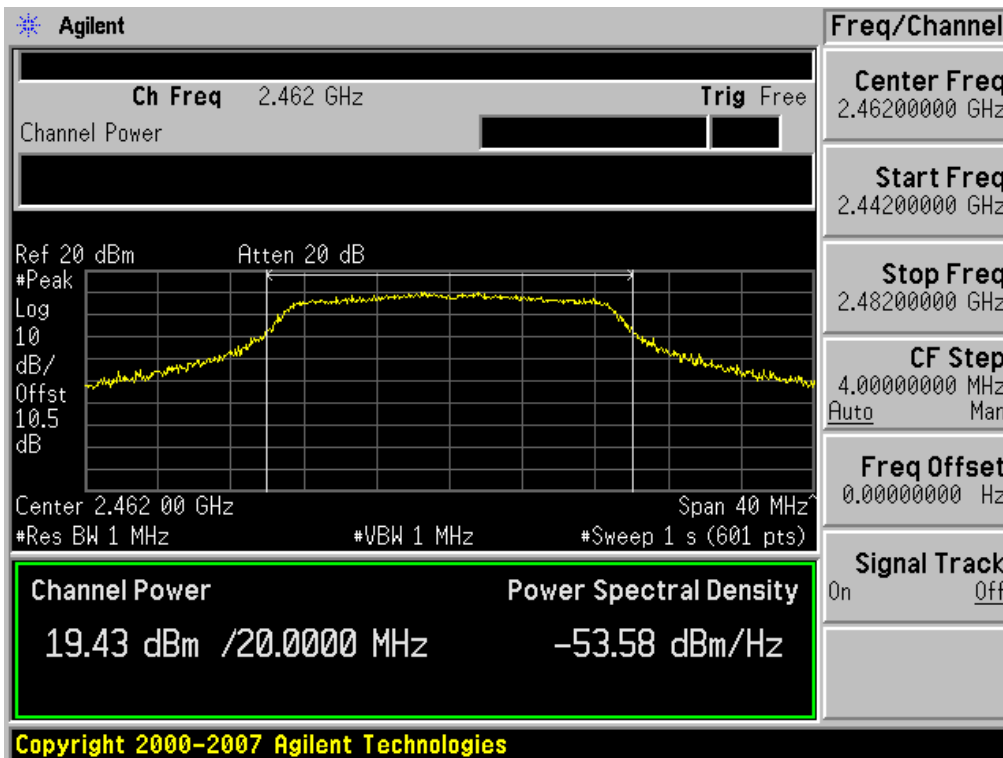 Agilent
Ch Freq 2.462 GHz Trig Free
Channel Power
Ref 20 dBm Atten 20 dB
#Peak
Log
10
dB/
Offst
10.5
dB
Center 2.462 00 GHz Span 40 MHz^
#Res BW 1 MHz #VBW 1 MHz #Sweep 1 s (601 pts)
Channel Power Power Spectral Density
19.43 dBm /20.0000 MHz -53.58 dBm/Hz
Copyright 2000-2007 Agilent Technologies
Freq/Channel
Center Freq
2.46200000 GHz
Start Freq
2.44200000 GHz
Stop Freq
2.48200000 GHz
CF Step
4.00000000 MHz
Auto Man
Freq Offset
0.00000000 Hz
Signal Track
On Off